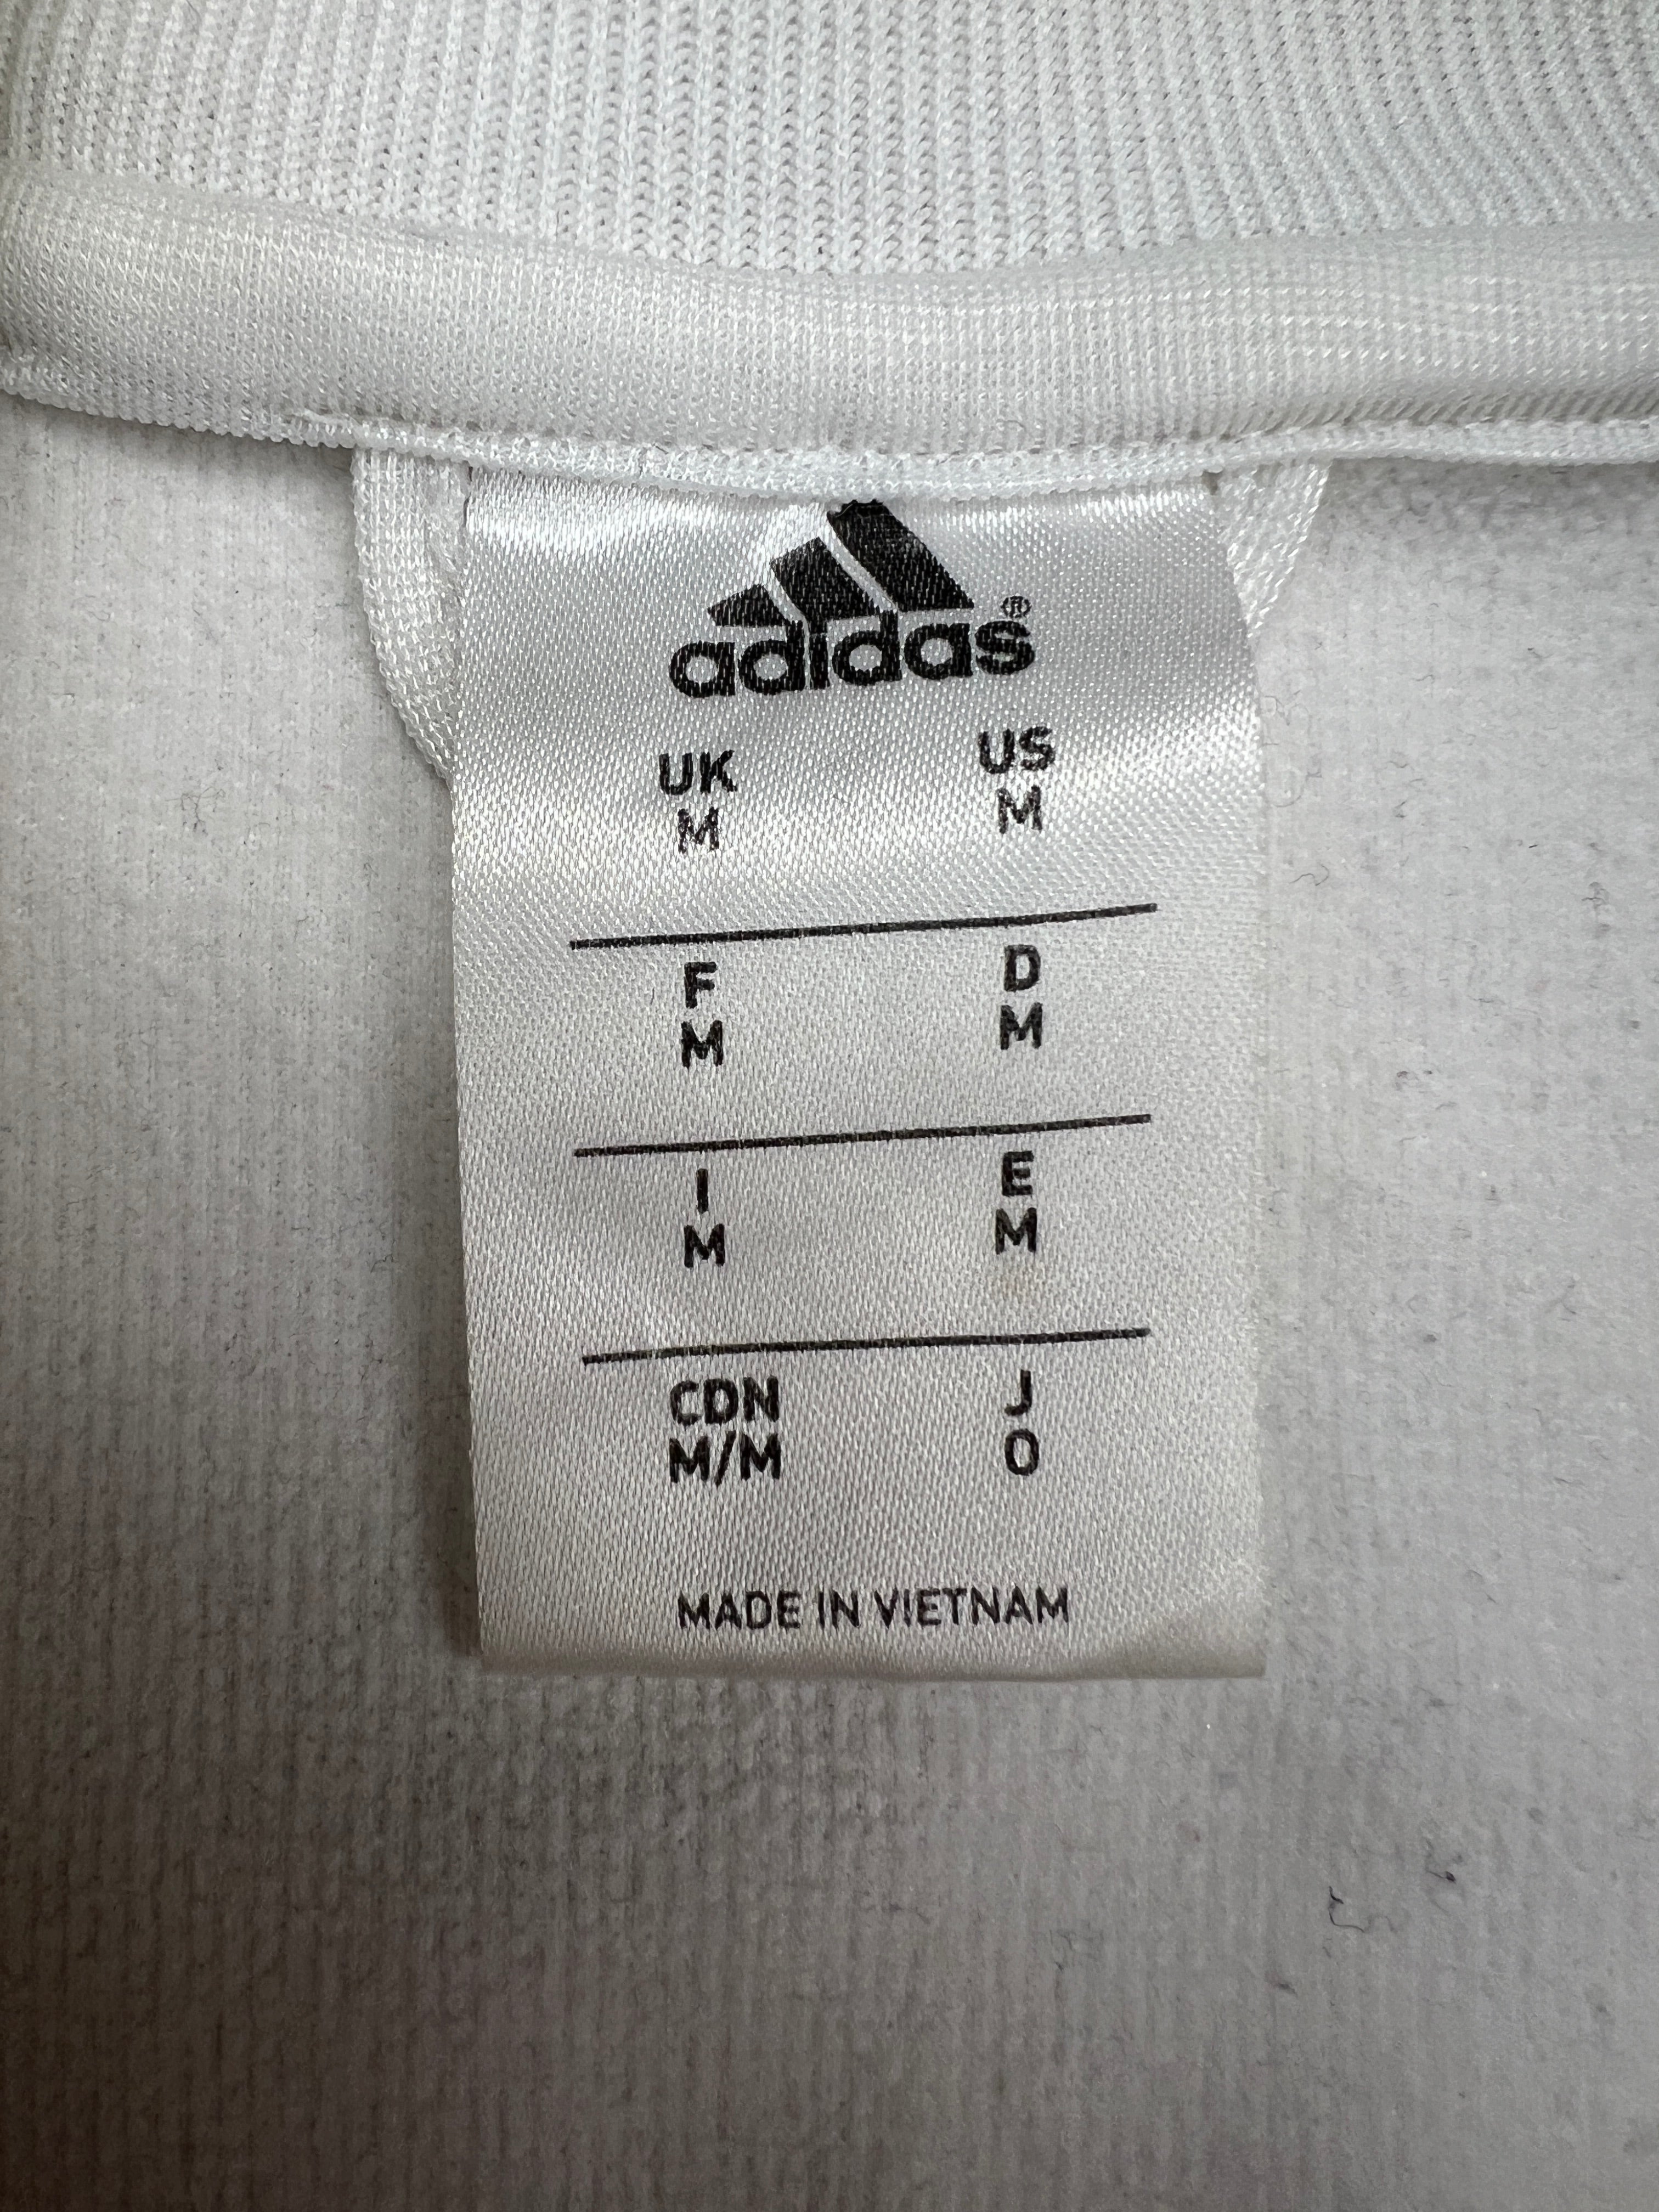 adidas®
UK US
M M
F D
M M
I E
M M
CDN J
M/M O
MADE IN VIETNAM